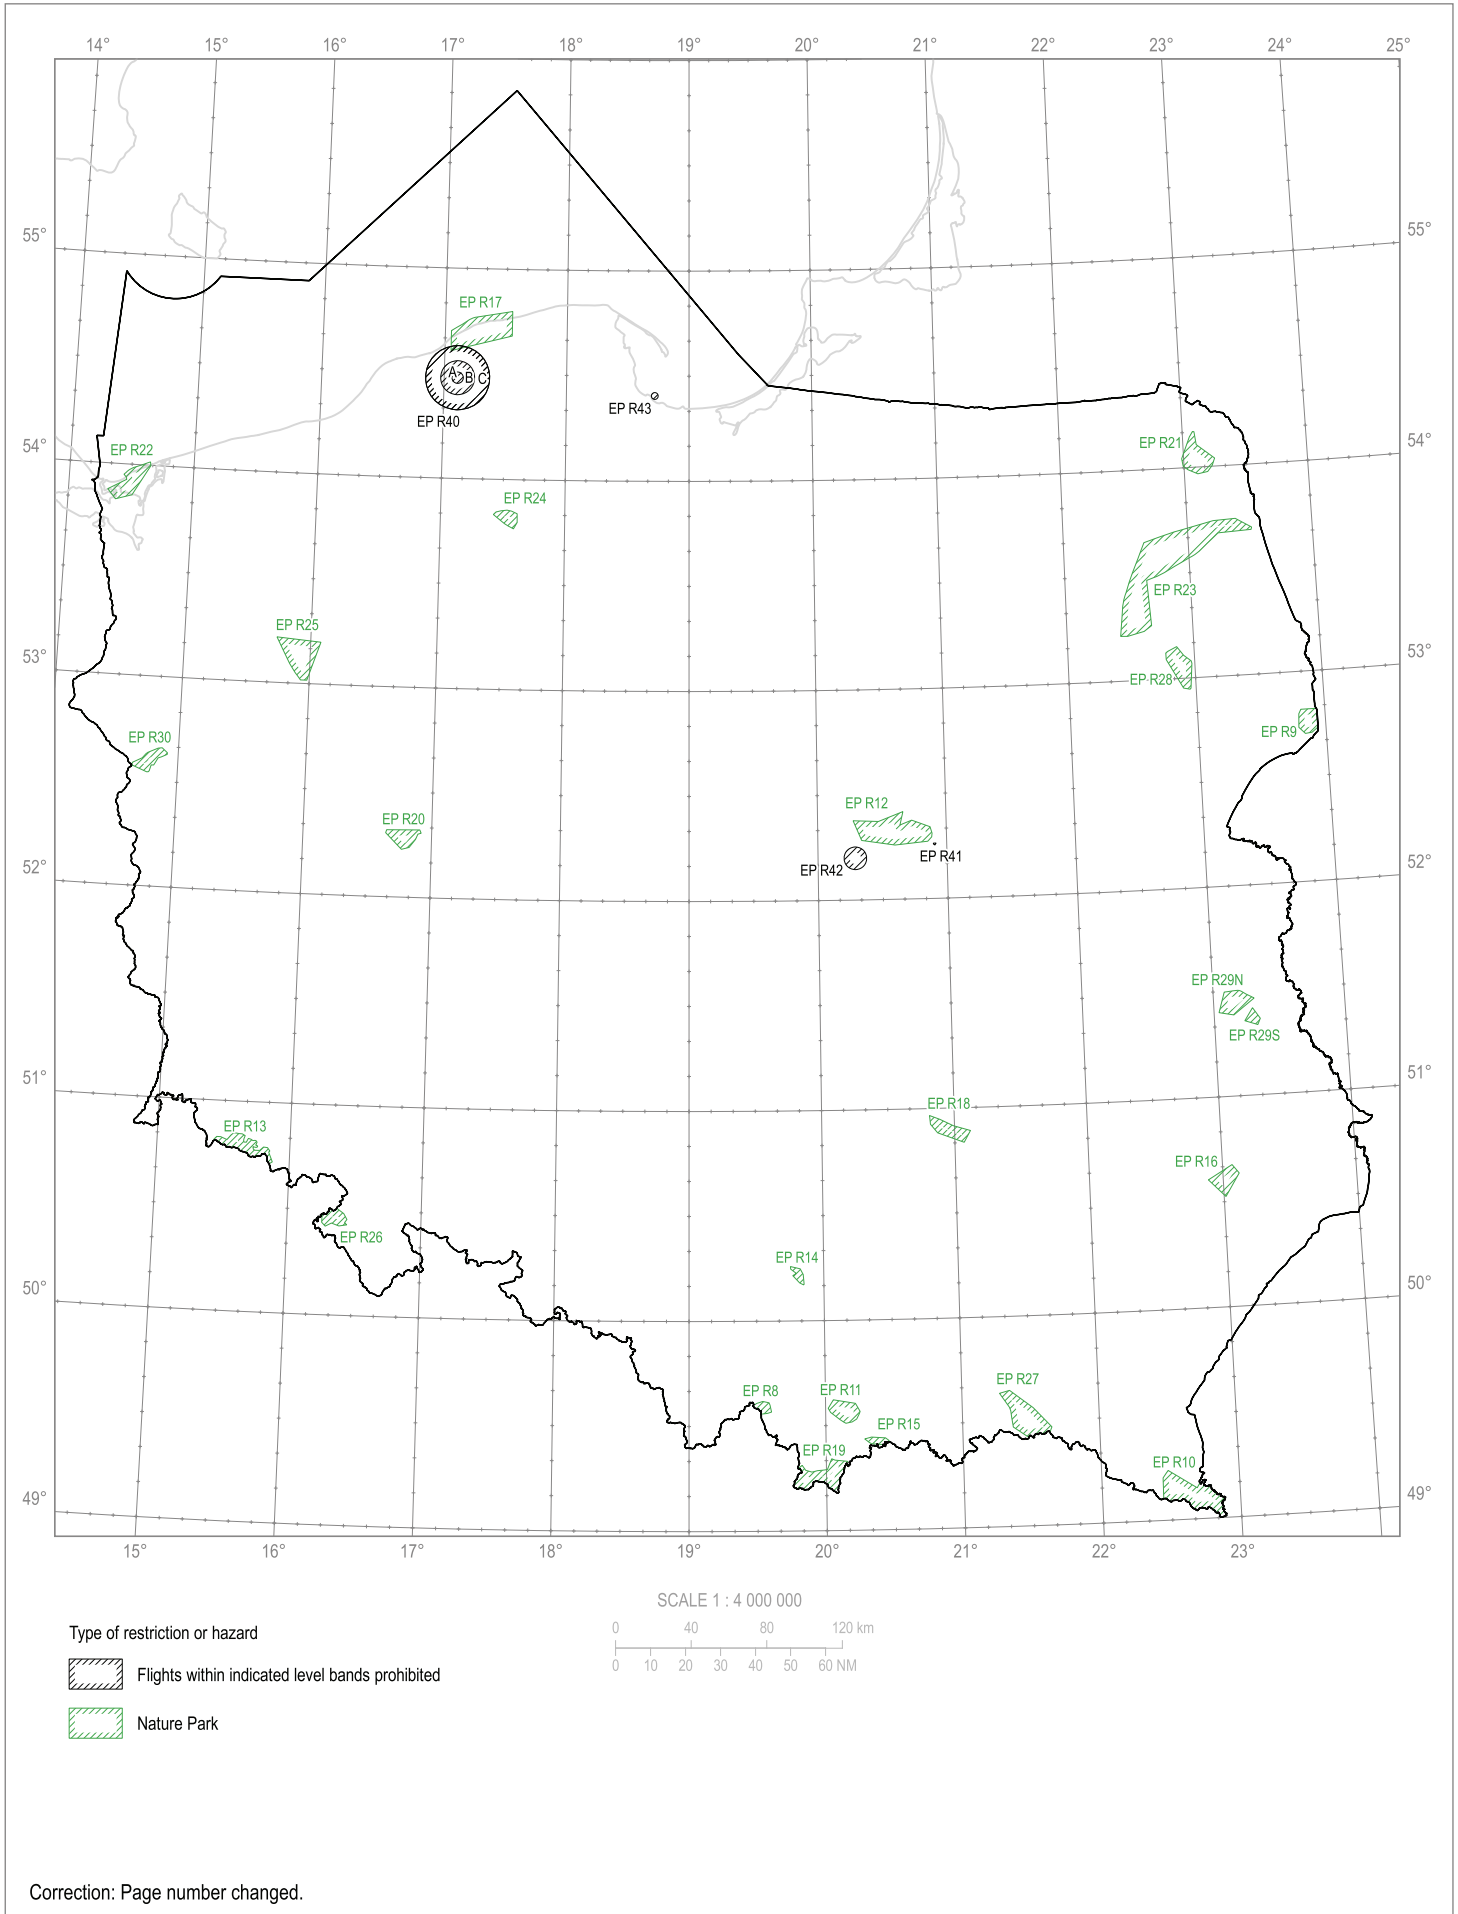 14° 15° 16° 17° 18° 19° 20° 21° 22° 23° 24° 25°
55° 55°
EP R17
A B C
EP R40
EP R43
54° 54°
EP R22
EP R21
EP R24
EP R23
EP R25
53° 53°
EP R28
EP R9
EP R30
EP R12
EP R20
EP R41
EP R42
52° 52°
EP R29N
EP R29S
51° 51°
EP R18
EP R13
EP R16
EP R26
EP R14
50° 50°
EP R27
EP R8 EP R11
EP R15
EP R19
EP R10
49° 49°
15° 16° 17° 18° 19° 20° 21° 22° 23°
SCALE 1 : 4 000 000
0 40 80 120 km
0 10 20 30 40 50 60 NM
Type of restriction or hazard
Flights within indicated level bands prohibited
Nature Park
Correction: Page number changed.